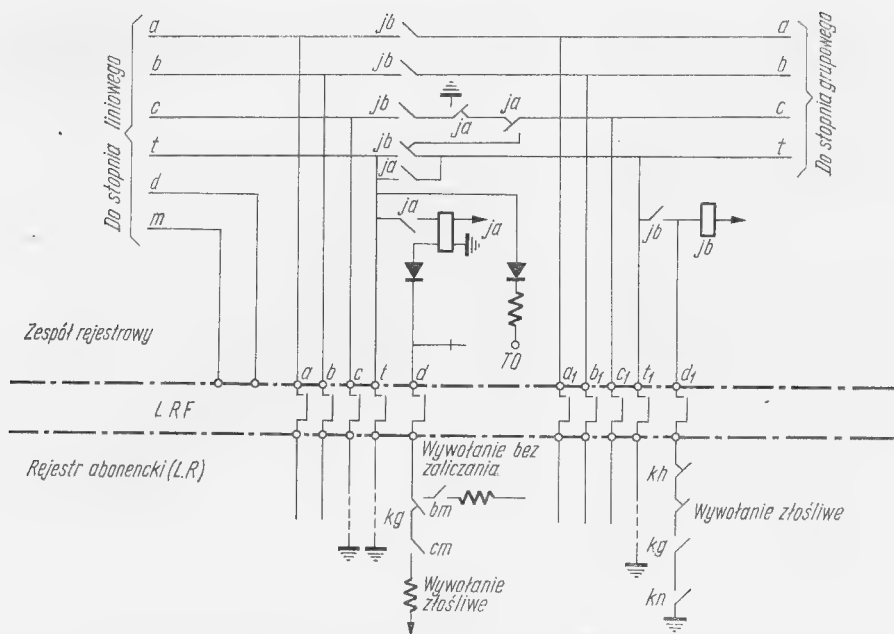 a
jb
a
b
jb
b
c
jb
ja
ja
c
t
jb
ja
t
d
m
Do stopnia liniowego
Do stopnia grupowego
ja
ja
jb
jb
TO
Zespół rejestrowy
a
b
c
t
d
a1
b1
c1
t1
d1
LRF
Rejestr abonencki (LR)
Wywołanie bez
zaliczania
kg
bm
cm
Wywołanie
złośliwe
kh
Wywołanie złośliwe
kg
kn